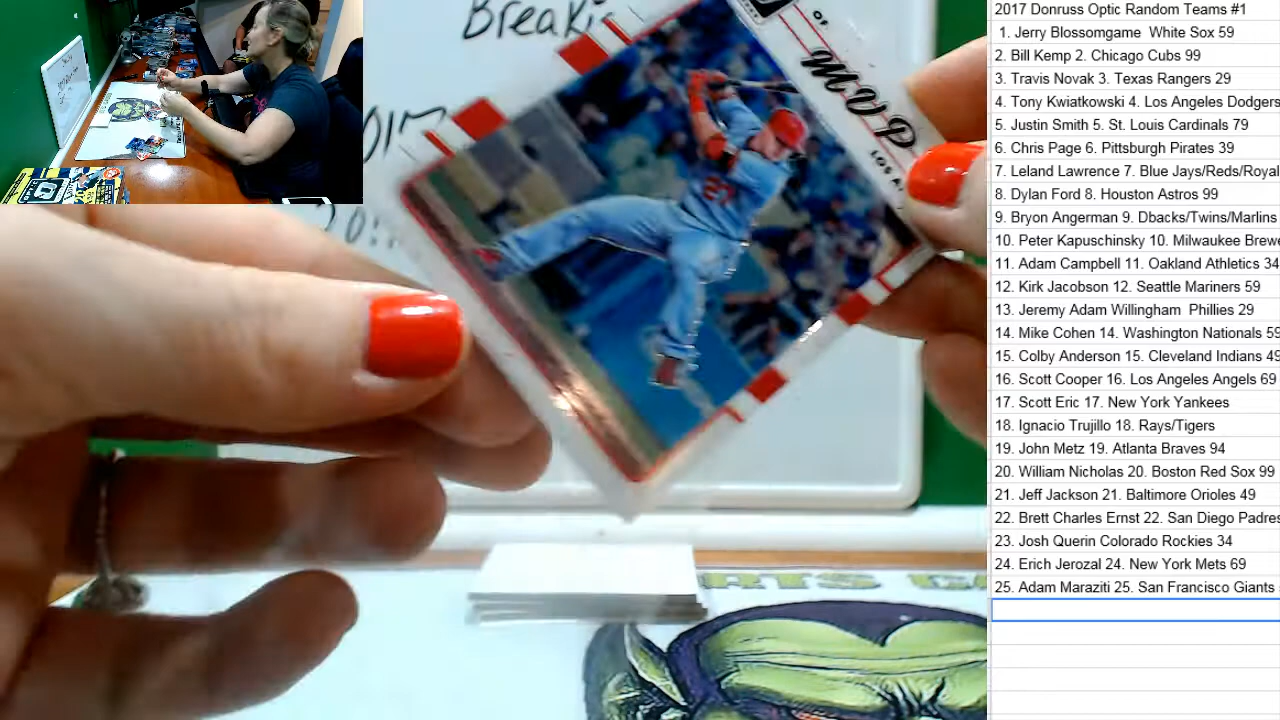 Breaki
017
20:
OF
MVP
LOS A
27
RTS C
2017 Donruss Optic Random Teams #1
1. Jerry Blossomgame White Sox 59
2. Bill Kemp 2. Chicago Cubs 99
3. Travis Novak 3. Texas Rangers 29
4. Tony Kwiatkowski 4. Los Angeles Dodgers
5. Justin Smith 5. St. Louis Cardinals 79
6. Chris Page 6. Pittsburgh Pirates 39
7. Leland Lawrence 7. Blue Jays/Reds/Royal
8. Dylan Ford 8. Houston Astros 99
9. Bryon Angerman 9. Dbacks/Twins/Marlins
10. Peter Kapuschinsky 10. Milwaukee Brewe
11. Adam Campbell 11. Oakland Athletics 34
12. Kirk Jacobson 12. Seattle Mariners 59
13. Jeremy Adam Willingham Phillies 29
14. Mike Cohen 14. Washington Nationals 59
15. Colby Anderson 15. Cleveland Indians 49
16. Scott Cooper 16. Los Angeles Angels 69
17. Scott Eric 17. New York Yankees
18. Ignacio Trujillo 18. Rays/Tigers
19. John Metz 19. Atlanta Braves 94
20. William Nicholas 20. Boston Red Sox 99
21. Jeff Jackson 21. Baltimore Orioles 49
22. Brett Charles Ernst 22. San Diego Padres
23. Josh Querin Colorado Rockies 34
24. Erich Jerozal 24. New York Mets 69
25. Adam Maraziti 25. San Francisco Giants